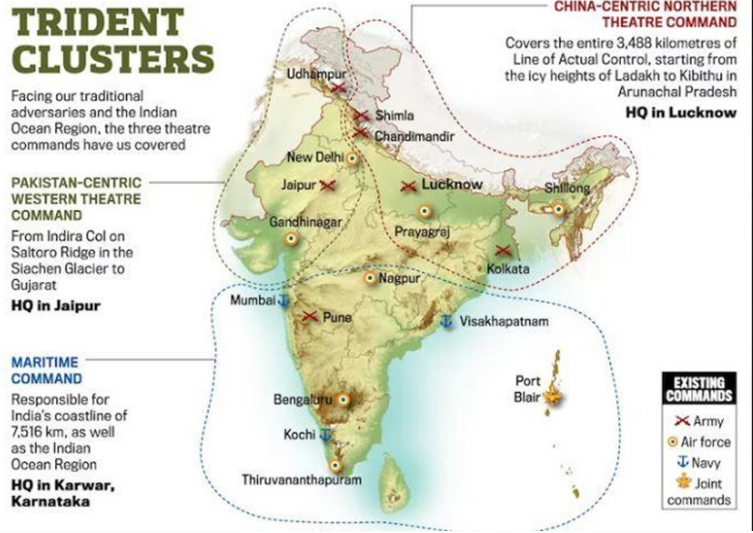 TRIDENT
CLUSTERS
Facing our traditional
adversaries and the Indian
Ocean Region, the three theatre
commands have us covered
PAKISTAN-CENTRIC
WESTERN THEATRE
COMMAND
From Indira Col on
Saltoro Ridge in the
Siachen Glacier to
Gujarat
HQ in Jaipur
MARITIME
COMMAND
Responsible for
India's coastline of
7,516 km, as well
as the Indian
Ocean Region
HQ in Karwar,
Karnataka
CHINA-CENTRIC NORTHERN
THEATRE COMMAND
Covers the entire 3,488 kilometres of
Line of Actual Control, starting from
the icy heights of Ladakh to Kibithu in
Arunachal Pradesh
HQ in Lucknow
Udhampur
Shimla
Chandimandir
New Delhi
Jaipur
Lucknow
Shillong
Gandhinagar
Prayagraj
Kolkata
Nagpur
Mumbai
Pune
Visakhapatnam
Port
Blair
Bengaluru
Kochi
Thiruvananthapuram
EXISTING
COMMANDS
Army
Air force
Navy
Joint
commands